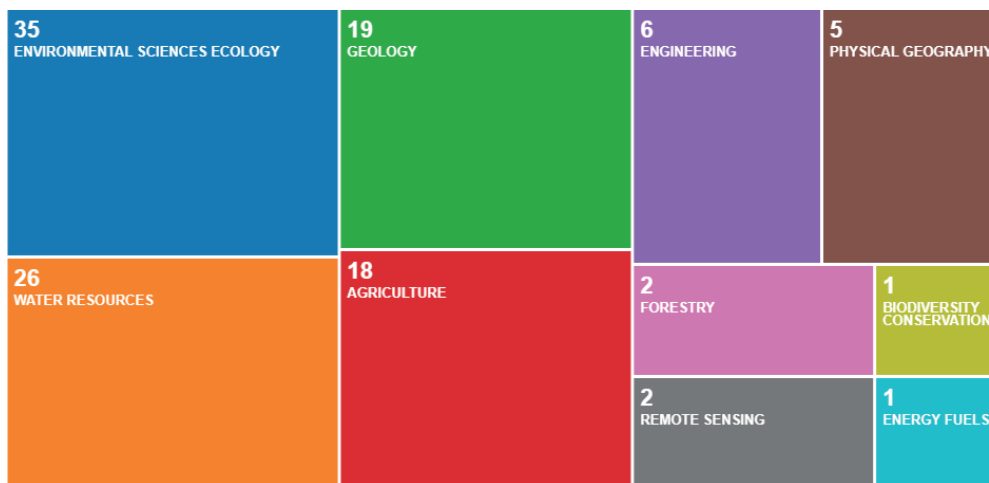 35
ENVIRONMENTAL SCIENCES ECOLOGY
19
GEOLOGY
6
ENGINEERING
5
PHYSICAL GEOGRAPHY
26
WATER RESOURCES
18
AGRICULTURE
2
FORESTRY
1
BIODIVERSITY
CONSERVATION
2
REMOTE SENSING
1
ENERGY FUELS